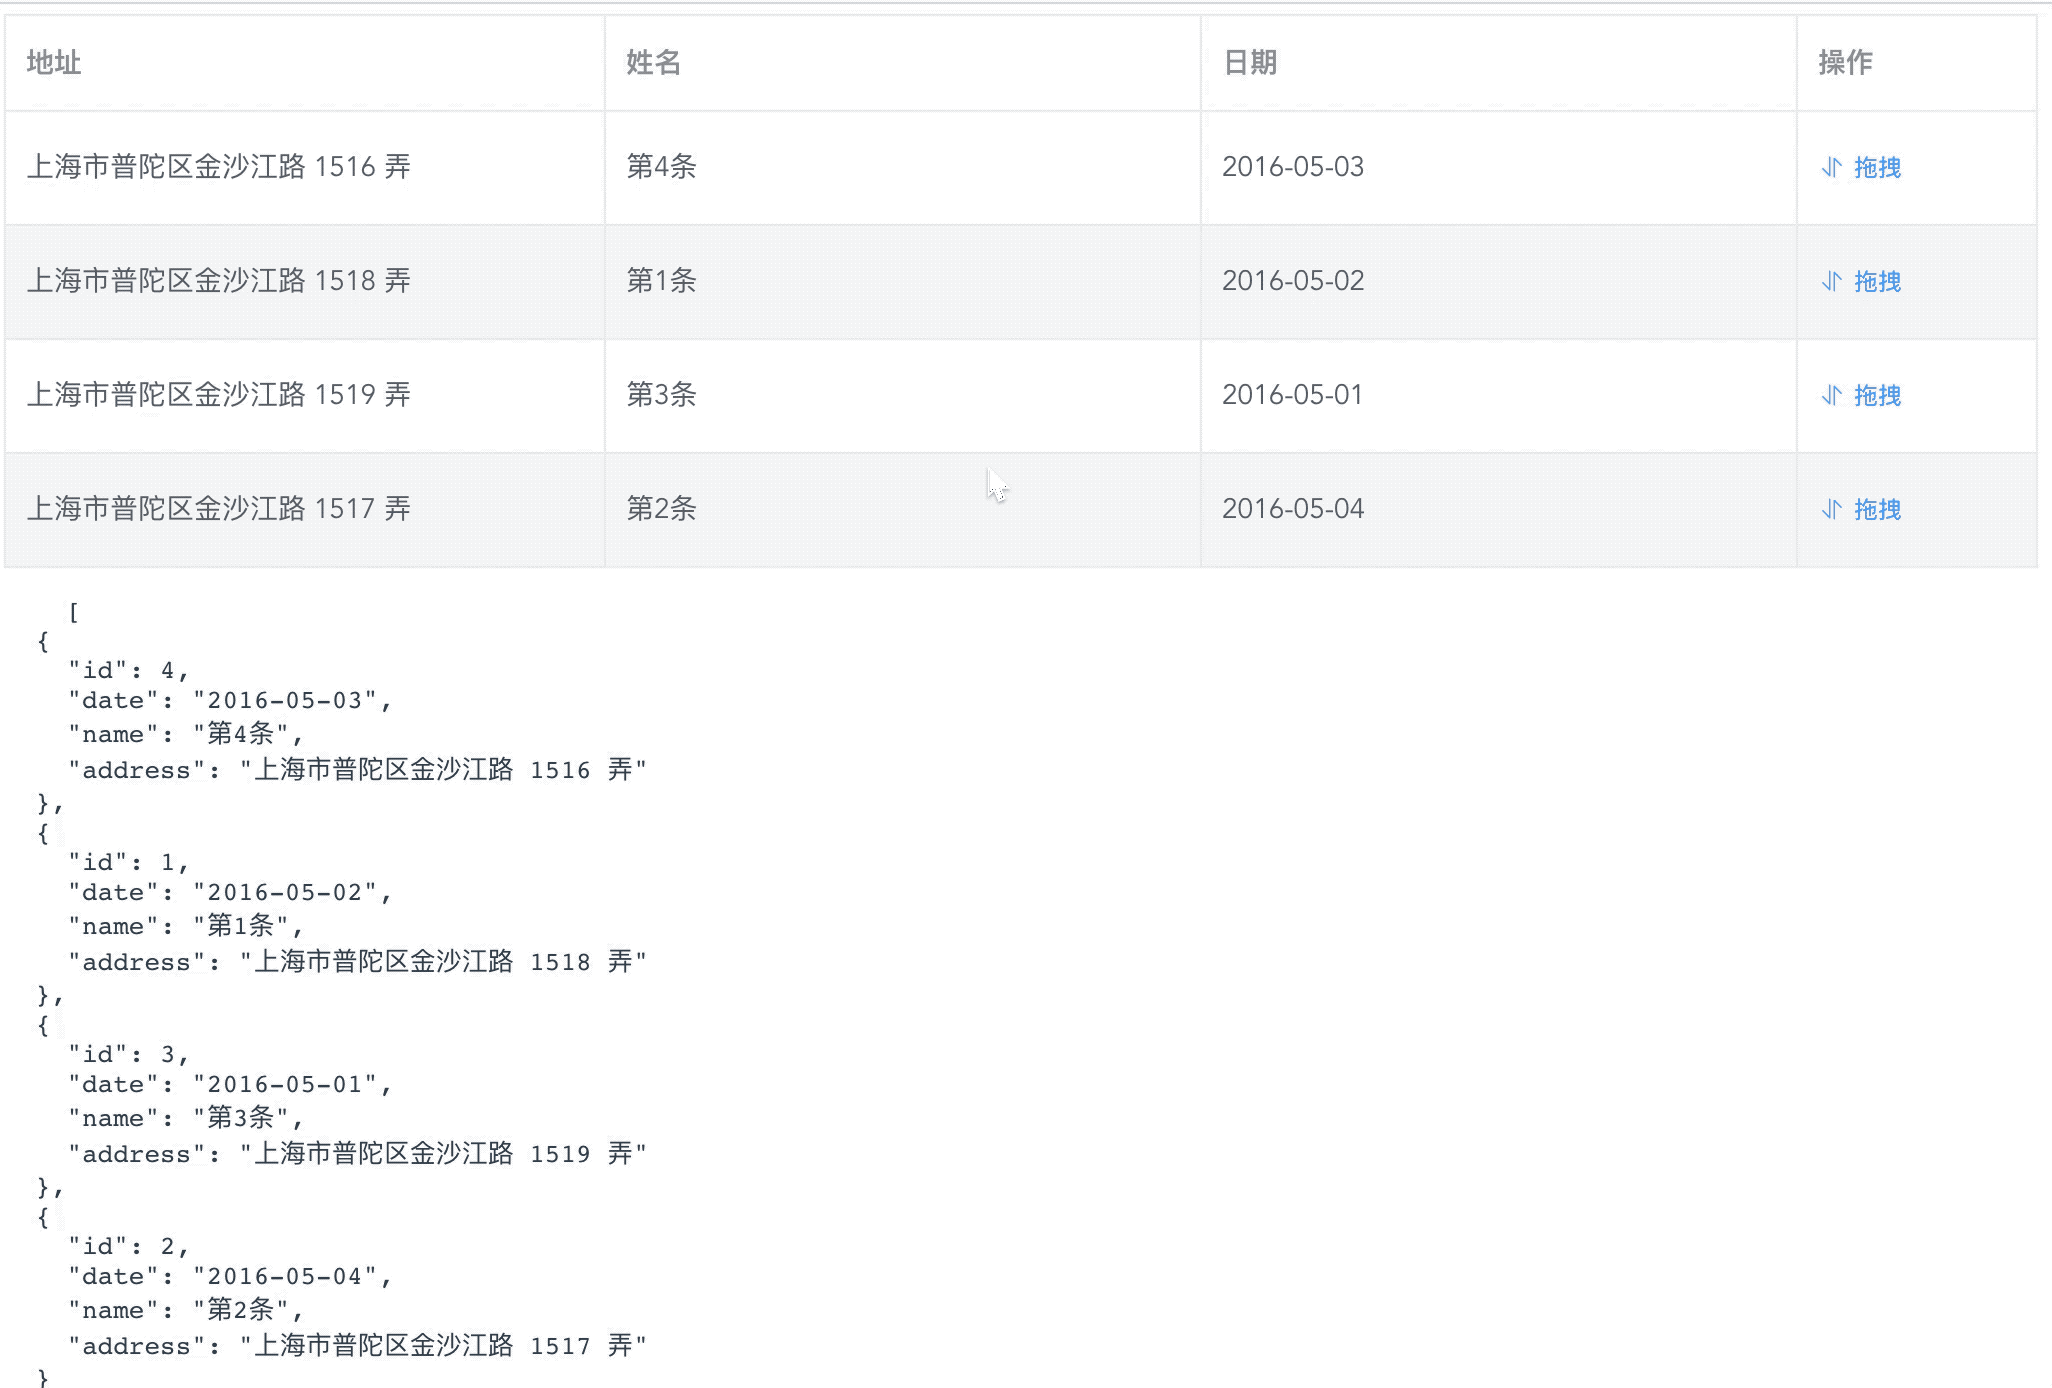 地址 姓名 日期 操作
上海市普陀区金沙江路 1516 弄 第4条 2016-05-03 拖拽
上海市普陀区金沙江路 1518 弄 第1条 2016-05-02 拖拽
上海市普陀区金沙江路 1519 弄 第3条 2016-05-01 拖拽
上海市普陀区金沙江路 1517 弄 第2条 2016-05-04 拖拽
[
{
"id": 4,
"date": "2016-05-03",
"name": "第4条",
"address": "上海市普陀区金沙江路 1516 弄"
},
{
"id": 1,
"date": "2016-05-02",
"name": "第1条",
"address": "上海市普陀区金沙江路 1518 弄"
},
{
"id": 3,
"date": "2016-05-01",
"name": "第3条",
"address": "上海市普陀区金沙江路 1519 弄"
},
{
"id": 2,
"date": "2016-05-04",
"name": "第2条",
"address": "上海市普陀区金沙江路 1517 弄"
}